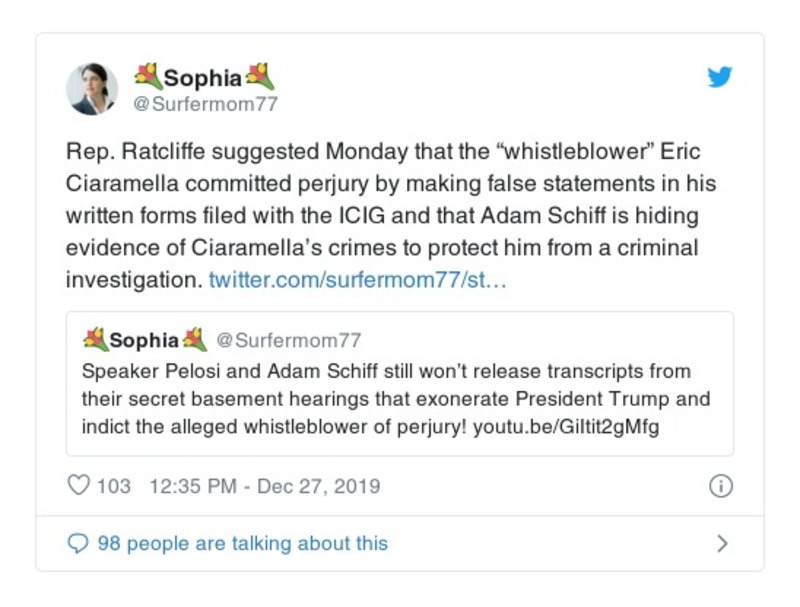 Sophia
@Surfermom77
Rep. Ratcliffe suggested Monday that the “whistleblower” Eric
Ciaramella committed perjury by making false statements in his
written forms filed with the ICIG and that Adam Schiff is hiding
evidence of Ciaramella’s crimes to protect him from a criminal
investigation. twitter.com/surfermom77/st…
Sophia @Surfermom77
Speaker Pelosi and Adam Schiff still won’t release transcripts from
their secret basement hearings that exonerate President Trump and
indict the alleged whistleblower of perjury! youtu.be/GiItit2gMfg
103 12:35 PM - Dec 27, 2019
98 people are talking about this